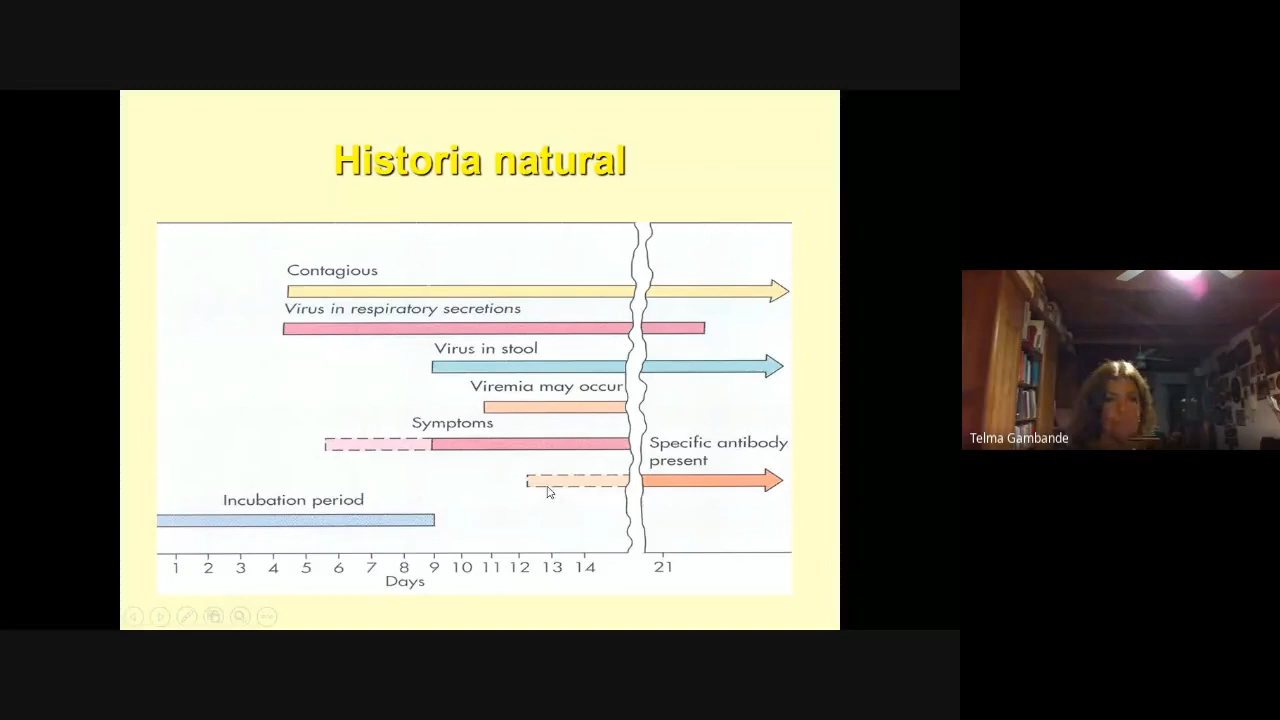 Historia natural
Contagious
Virus in respiratory secretions
Virus in stool
Viremia may occur
Symptoms
Specific antibody
present
Incubation period
1 2 3 4 5 6 7 8 9 10 11 12 13 14 21
Days
Telma Gambande